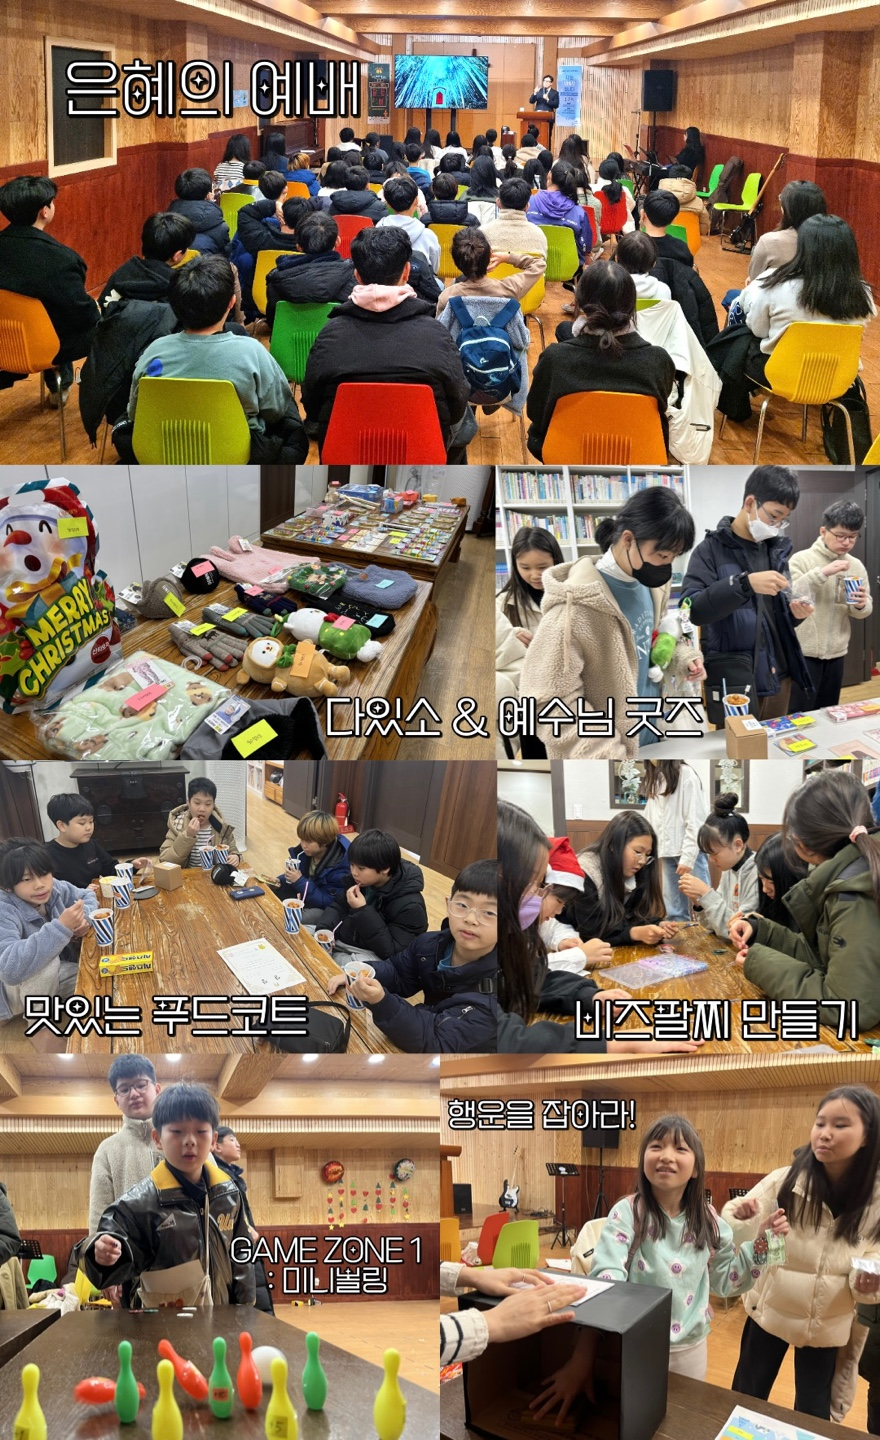 은혜의 예배
MERRY
CHRISTMAS
다있소 & 예수님 굿즈
맛있는 푸드코트
비즈팔찌 만들기
GAME ZONE 1
: 미니볼링
행운을 잡아라!